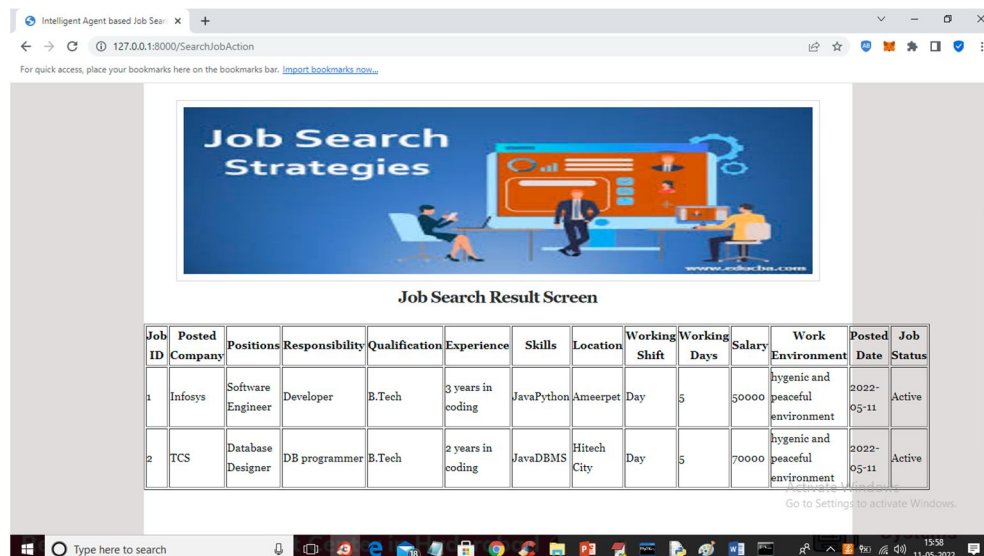 Intelligent Agent based Job Sear
127.0.0.1:8000/SearchJobAction
For quick access, place your bookmarks here on the bookmarks bar. Import bookmarks now...
Job Search
Strategies
www.educba.com
Job Search Result Screen
Job ID Posted Company Positions Responsibility Qualification Experience Skills Location Working Shift Working Days Salary Work Environment Posted Date Job Status
1 Infosys Software Engineer Developer B.Tech 3 years in coding JavaPython Ameerpet Day 5 50000 hygenic and peaceful environment 2022-05-11 Active
2 TCS Database Designer DB programmer B.Tech 2 years in coding JavaDBMS Hitech City Day 5 70000 hygenic and peaceful environment 2022-05-11 Active
Activate Windows
Go to Settings to activate Windows.
Type here to search
15:58
11-05-2022